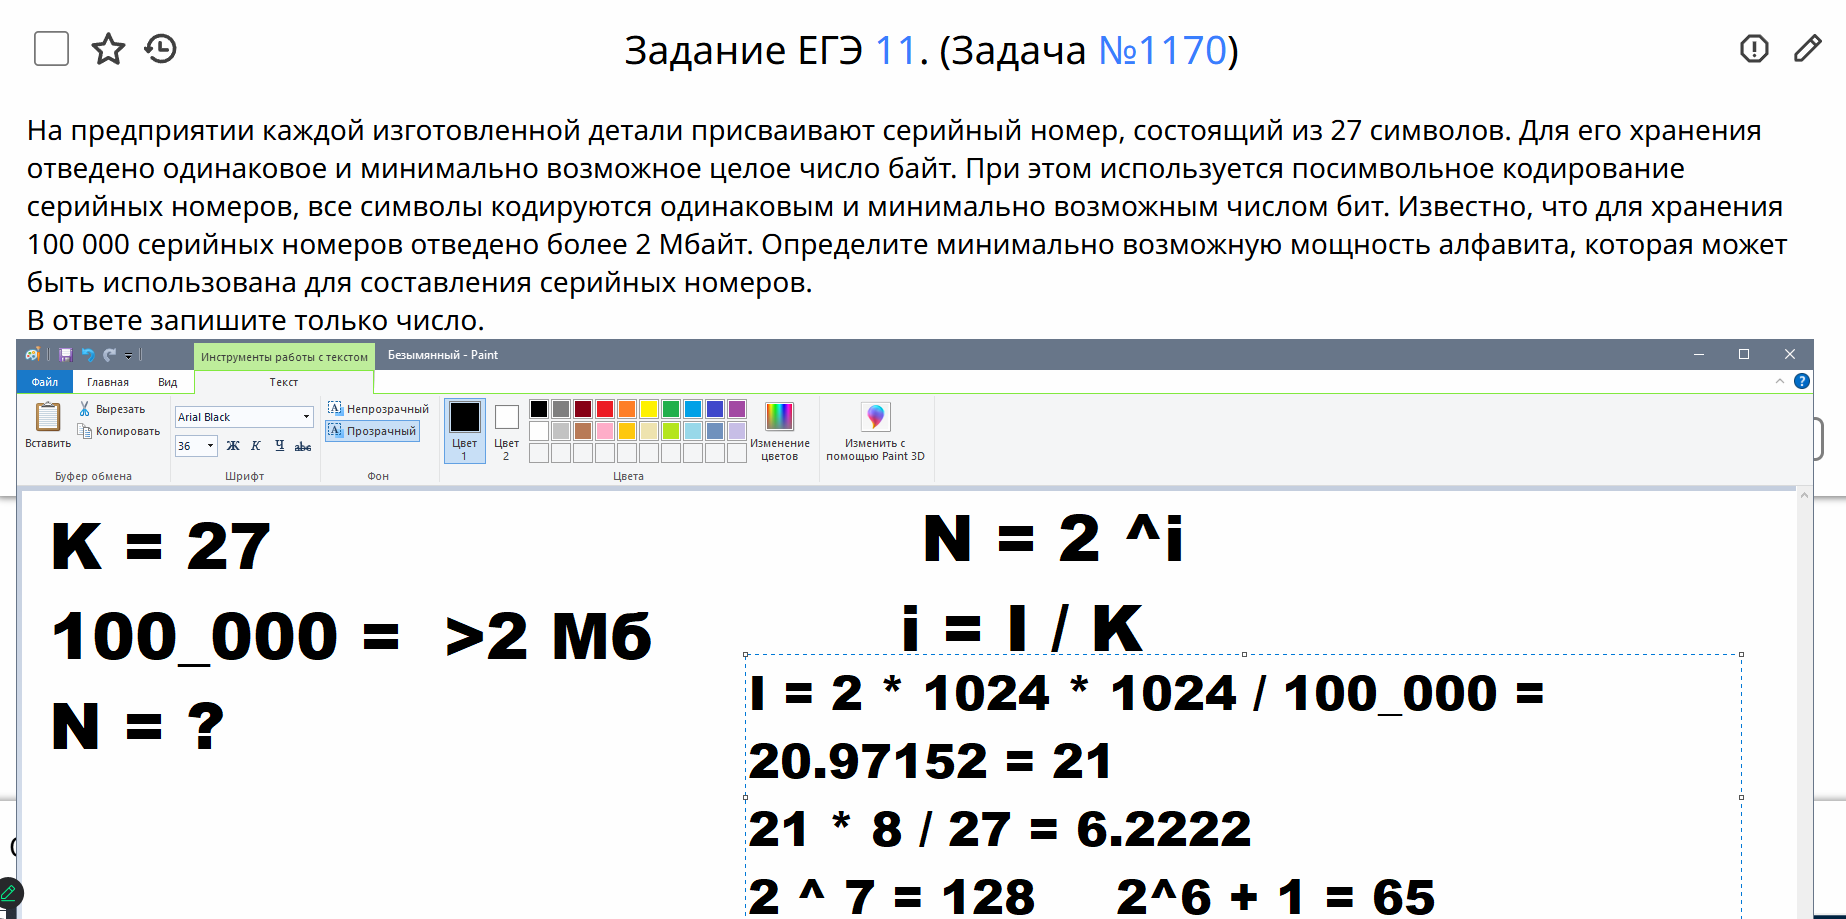 Задание ЕГЭ 11. (Задача №1170)
На предприятии каждой изготовленной детали присваивают серийный номер, состоящий из 27 символов. Для его хранения
отведено одинаковое и минимально возможное целое число байт. При этом используется посимвольное кодирование
серийных номеров, все символы кодируются одинаковым и минимально возможным числом бит. Известно, что для хранения
100 000 серийных номеров отведено более 2 Мбайт. Определите минимально возможную мощность алфавита, которая может
быть использована для составления серийных номеров.
В ответе запишите только число.
Инструменты работы с текстом
Безымянный - Paint
Файл Главная Вид Текст
Вставить
Вырезать
Копировать
Буфер обмена
Arial Black
36 Ж К Ч abc
Шрифт
Непрозрачный
Прозрачный
Фон
Цвет 1
Цвет 2
Цвета
Изменение цветов
Изменить с помощью Paint 3D
K = 27
100_000 = >2 Мб
N = ?
N = 2 ^i
i = I / K
I = 2 * 1024 * 1024 / 100_000 =
20.97152 = 21
21 * 8 / 27 = 6.2222
2 ^ 7 = 128 2^6 + 1 = 65